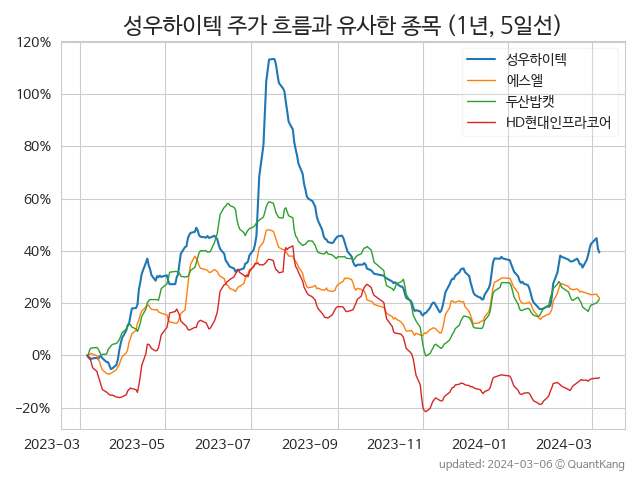 성우하이텍 주가 흐름과 유사한 종목 (1년, 5일선)
120%
100%
80%
60%
40%
20%
0%
−20%
성우하이텍
에스엘
두산밥캣
HD현대인프라코어
2023−03 2023−05 2023−07 2023−09 2023−11 2024−01 2024−03
updated: 2024-03-06 © QuantKang